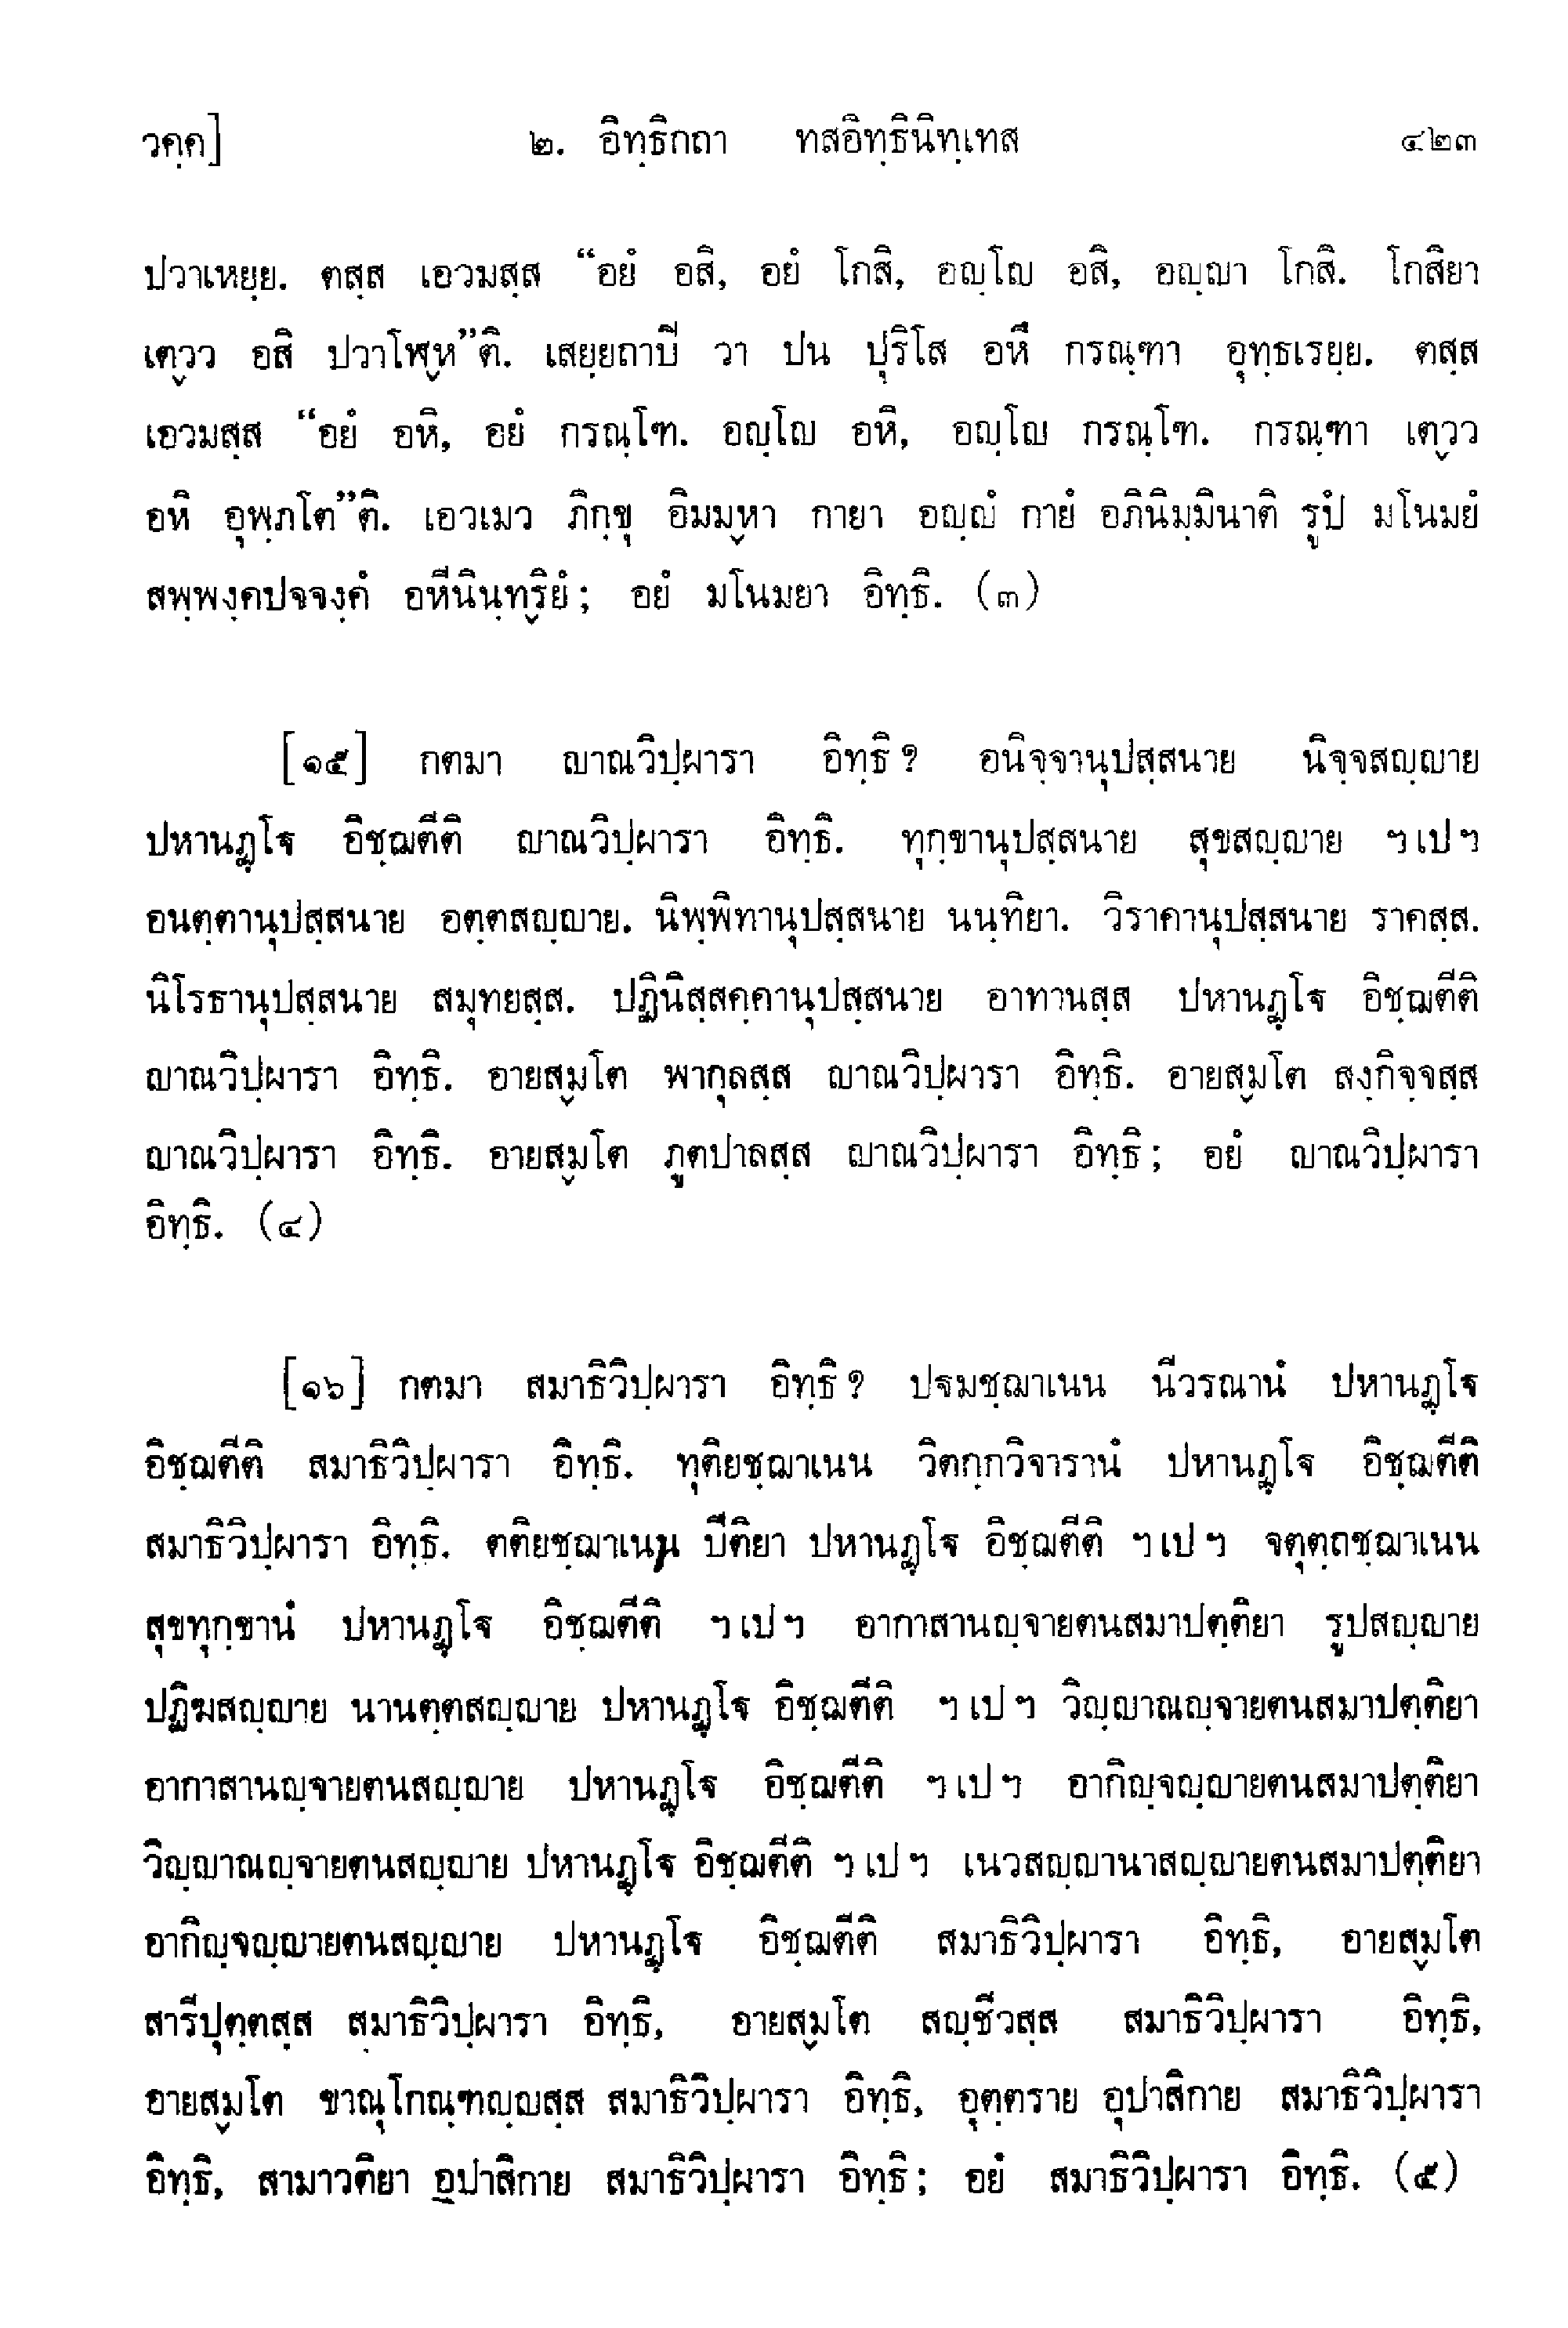 วคฺค] ๒. อิทฺธิกถา ทสอิทฺธินิทฺเทส ๔๒๓
ปวาเหยฺย. ตสฺส เอวมสฺส “อยํ อสิ, อยํ โกสิ, อญฺโญ อสิ, อญฺญา โกสิ. โกสิยา
เตฺวว อสิ ปวาโฬฺห”ติ. เสยฺยถาปี วา ปน ปุริโส อหึ กรณฺฑา อุทฺธเรยฺย. ตสฺส
เอวมสฺส “อยํ อหิ, อยํ กรณฺโฑ. อญฺโญ อหิ, อญฺโญ กรณฺโฑ. กรณฺฑา เตฺวว
อหิ อุพฺภโต”ติ. เอวเมว ภิกฺขุ อิมมฺหา กายา อญฺญํ กายํ อภินิมฺมินาติ รูปํ มโนมยํ
สพฺพงฺคปจจงฺคํ อหีนินฺทฺริยํ; อยํ มโนมยา อิทฺธิ. (๓)
[๑๕] กตมา ญาณวิปฺผารา อิทฺธิ ? อนิจฺจานุปสฺสนาย นิจฺจสญฺญาย
ปหานฏฺโฐ อิชฺฌตีติ ญาณวิปฺผารา อิทฺธิ. ทุกฺขานุปสฺสนาย สุขสญฺญาย ฯเปฯ
อนตฺตานุปสฺสนาย อตฺตสญฺญาย. นิพฺพิทานุปสฺสนาย นนฺทิยา. วิราคานุปสฺสนาย ราคสฺส.
นิโรธานุปสฺสนาย สมุทยสฺส. ปฏินิสฺสคฺคานุปสฺสนาย อาทานสฺส ปหานฏฺโฐ อิชฺฌตีติ
ญาณวิปฺผารา อิทฺธิ. อายสฺมโต พากุลสฺส ญาณวิปฺผารา อิทฺธิ. อายสฺมโต สงฺกิจฺจสฺส
ญาณวิปฺผารา อิทฺธิ. อายสฺมโต ภูตปาลสฺส ญาณวิปฺผารา อิทฺธิ; อยํ ญาณวิปฺผารา
อิทฺธิ. (๔)
[๑๖] กตมา สมาธิวิปฺผารา อิทฺธิ ? ปฐมชฺฌาเนน นีวรณานํ ปหานฏฺโฐ
อิชฺฌตีติ สมาธิวิปฺผารา อิทฺธิ. ทุติยชฺฌาเนน วิตกฺกวิจารานํ ปหานฏฺโฐ อิชฺฌตีติ
สมาธิวิปฺผารา อิทฺธิ. ตติยชฺฌาเนน ปีติยา ปหานฏฺโฐ อิชฺฌตีติ ฯเปฯ จตุตฺถชฺฌาเนน
สุขทุกฺขานํ ปหานฏฺโฐ อิชฺฌตีติ ฯเปฯ อากาสานญฺจายตนสมาปตฺติยา รูปสญฺญาย
ปฏิฆสญฺญาย นานตฺตสญฺญาย ปหานฏฺโฐ อิชฺฌตีติ ฯเปฯ วิญฺญาณญฺจายตนสมาปตฺติยา
อากาสานญฺจายตนสญฺญาย ปหานฏฺโฐ อิชฺฌตีติ ฯเปฯ อากิญฺจญฺญายตนสมาปตฺติยา
วิญฺญาณญฺจายตนสญฺญาย ปหานฏฺโฐ อิชฺฌตีติ ฯเปฯ เนวสญฺญานาสญฺญายตนสมาปตฺติยา
อากิญฺจญฺญายตนสญฺญาย ปหานฏฺโฐ อิชฺฌตีติ สมาธิวิปฺผารา อิทฺธิ, อายสฺมโต
สารีปุตฺตสฺส สมาธิวิปฺผารา อิทฺธิ, อายสฺมโต สญฺชีวสฺส สมาธิวิปฺผารา อิทฺธิ,
อายสฺมโต ขาณุโกณฺฑญฺญสฺส สมาธิวิปฺผารา อิทฺธิ, อุตฺตราย อุปาสิกาย สมาธิวิปฺผารา
อิทฺธิ, สามาวติยา อุปาสิกาย สมาธิวิปฺผารา อิทฺธิ; อยํ สมาธิวิปฺผารา อิทฺธิ. (๕)